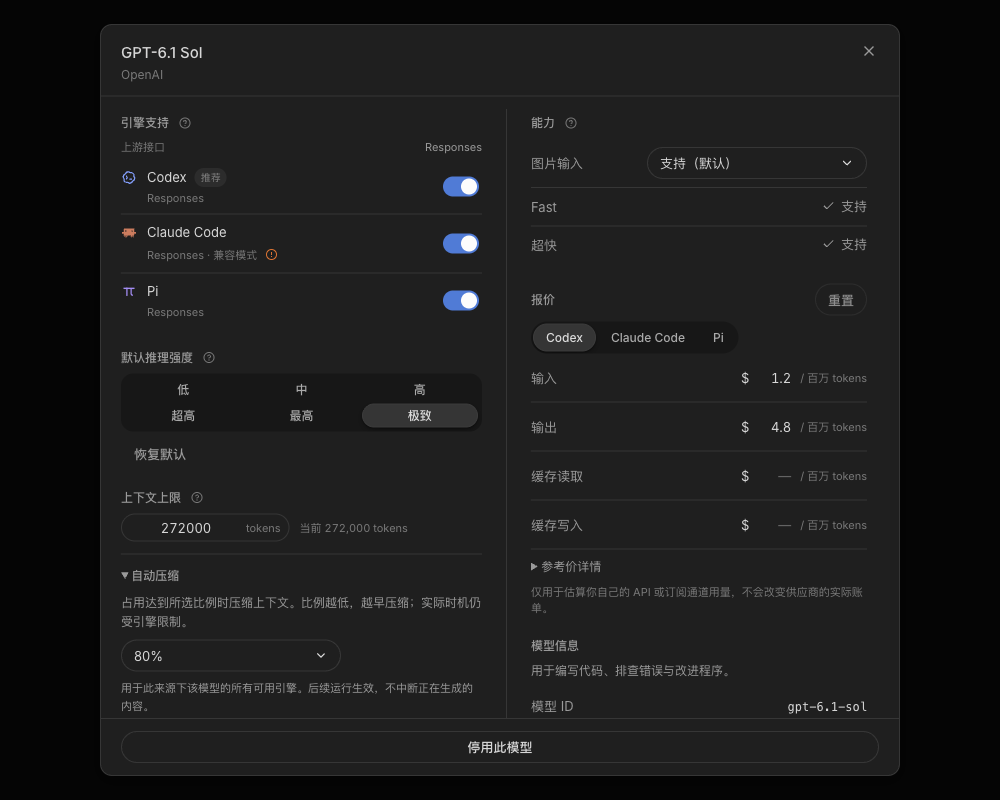 GPT-6.1 Sol
OpenAI
引擎支持
上游接口 Responses
Codex 推荐
Responses
Claude Code
Responses · 兼容模式
Pi
Responses
默认推理强度
低 中 高
超高 最高 极致
恢复默认
上下文上限
272000 tokens 当前 272,000 tokens
自动压缩
占用达到所选比例时压缩上下文。比例越低，越早压缩；实际时机仍
受引擎限制。
80%
用于此来源下该模型的所有可用引擎。后续运行生效，不中断正在生成的
内容。
能力
图片输入 支持（默认）
Fast 支持
超快 支持
报价 重置
Codex Claude Code Pi
输入 $ 1.2 / 百万 tokens
输出 $ 4.8 / 百万 tokens
缓存读取 $ — / 百万 tokens
缓存写入 $ — / 百万 tokens
参考价详情
仅用于估算你自己的 API 或订阅通道用量，不会改变供应商的实际账
单。
模型信息
用于编写代码、排查错误与改进程序。
模型 ID gpt-6.1-sol
停用此模型